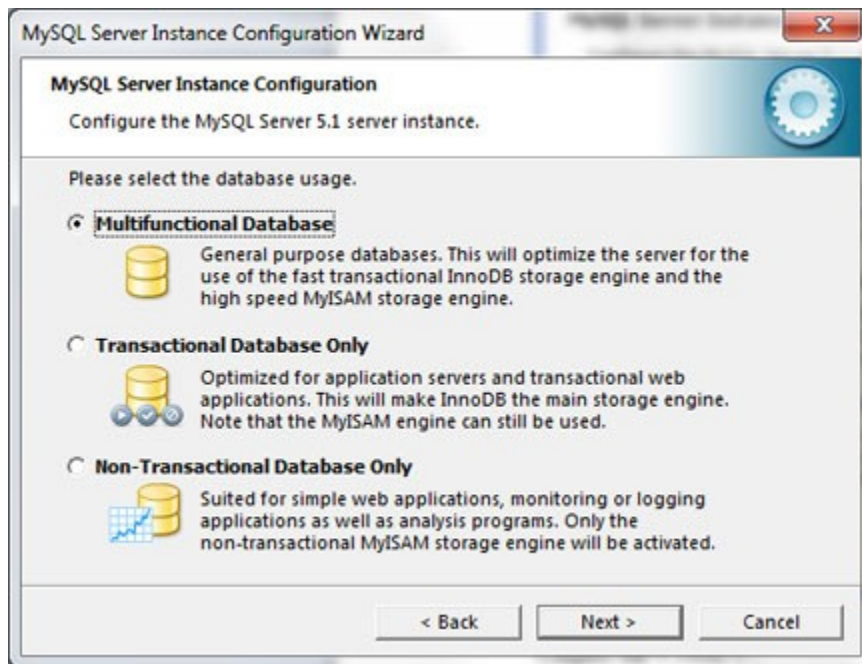 MySQL Server Instance Configuration Wizard
MySQL Server Instance Configuration
Configure the MySQL Server 5.1 server instance.
Please select the database usage.
Multifunctional Database
General purpose databases. This will optimize the server for the
use of the fast transactional InnoDB storage engine and the
high speed MyISAM storage engine.
Transactional Database Only
Optimized for application servers and transactional web
applications. This will make InnoDB the main storage engine.
Note that the MyISAM engine can still be used.
Non-Transactional Database Only
Suited for simple web applications, monitoring or logging
applications as well as analysis programs. Only the
non-transactional MyISAM storage engine will be activated.
< Back
Next >
Cancel